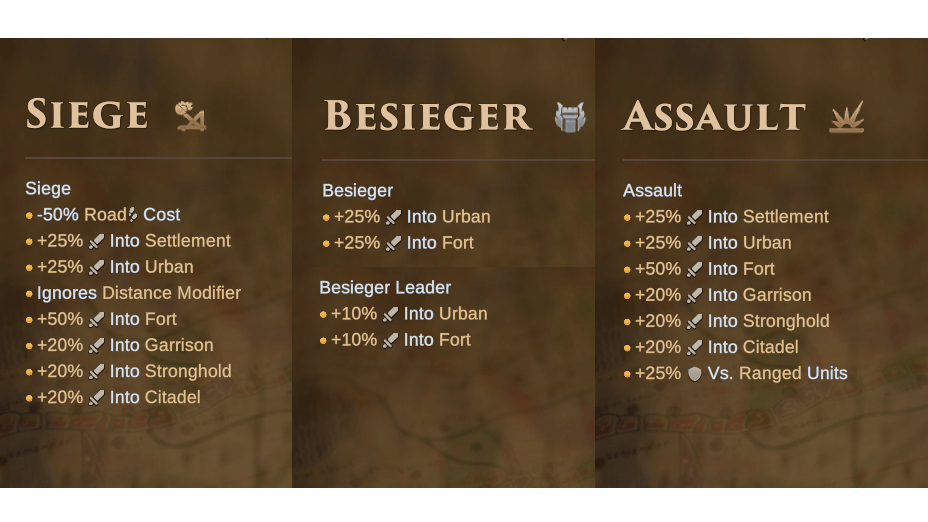 SIEGE
Siege
-50% Road Cost
+25% Into Settlement
+25% Into Urban
Ignores Distance Modifier
+50% Into Fort
+20% Into Garrison
+20% Into Stronghold
+20% Into Citadel
BESIEGER
Besieger
+25% Into Urban
+25% Into Fort
Besieger Leader
+10% Into Urban
+10% Into Fort
ASSAULT
Assault
+25% Into Settlement
+25% Into Urban
+50% Into Fort
+20% Into Garrison
+20% Into Stronghold
+20% Into Citadel
+25% Vs. Ranged Units